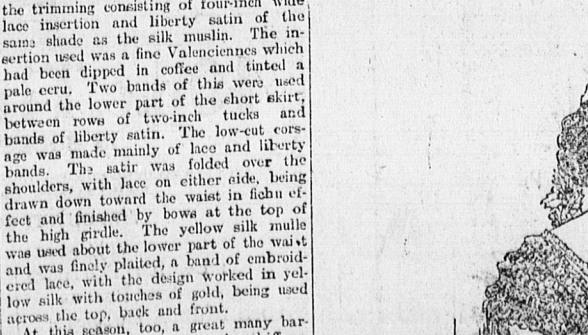 the trimming consisting of four-inch wide
lace insertion and liberty satin of the
same shade as the silk muslin. The in-
sertion used was a fine Valenciennes which
had been dipped in coffee and tinted a
pale ecru. Two bands of this were used
around the lower part of the short skirt,
between rows of two-inch tucks and
bands of liberty satin. The low-cut cors-
age was made mainly of lace and liberty
bands. The satir was folded over the
shoulders, with lace on either side, being
drawn down toward the waist in fichu ef-
fect and finished by bows at the top of
the high girdle. The yellow silk mulle
was used about the lower part of the waist
and was finely plaited, a band of embroid-
ered lace, with the design worked in yel-
low silk with touches of gold, being used
across the top, back and front.
At this season, too, a great many bar-